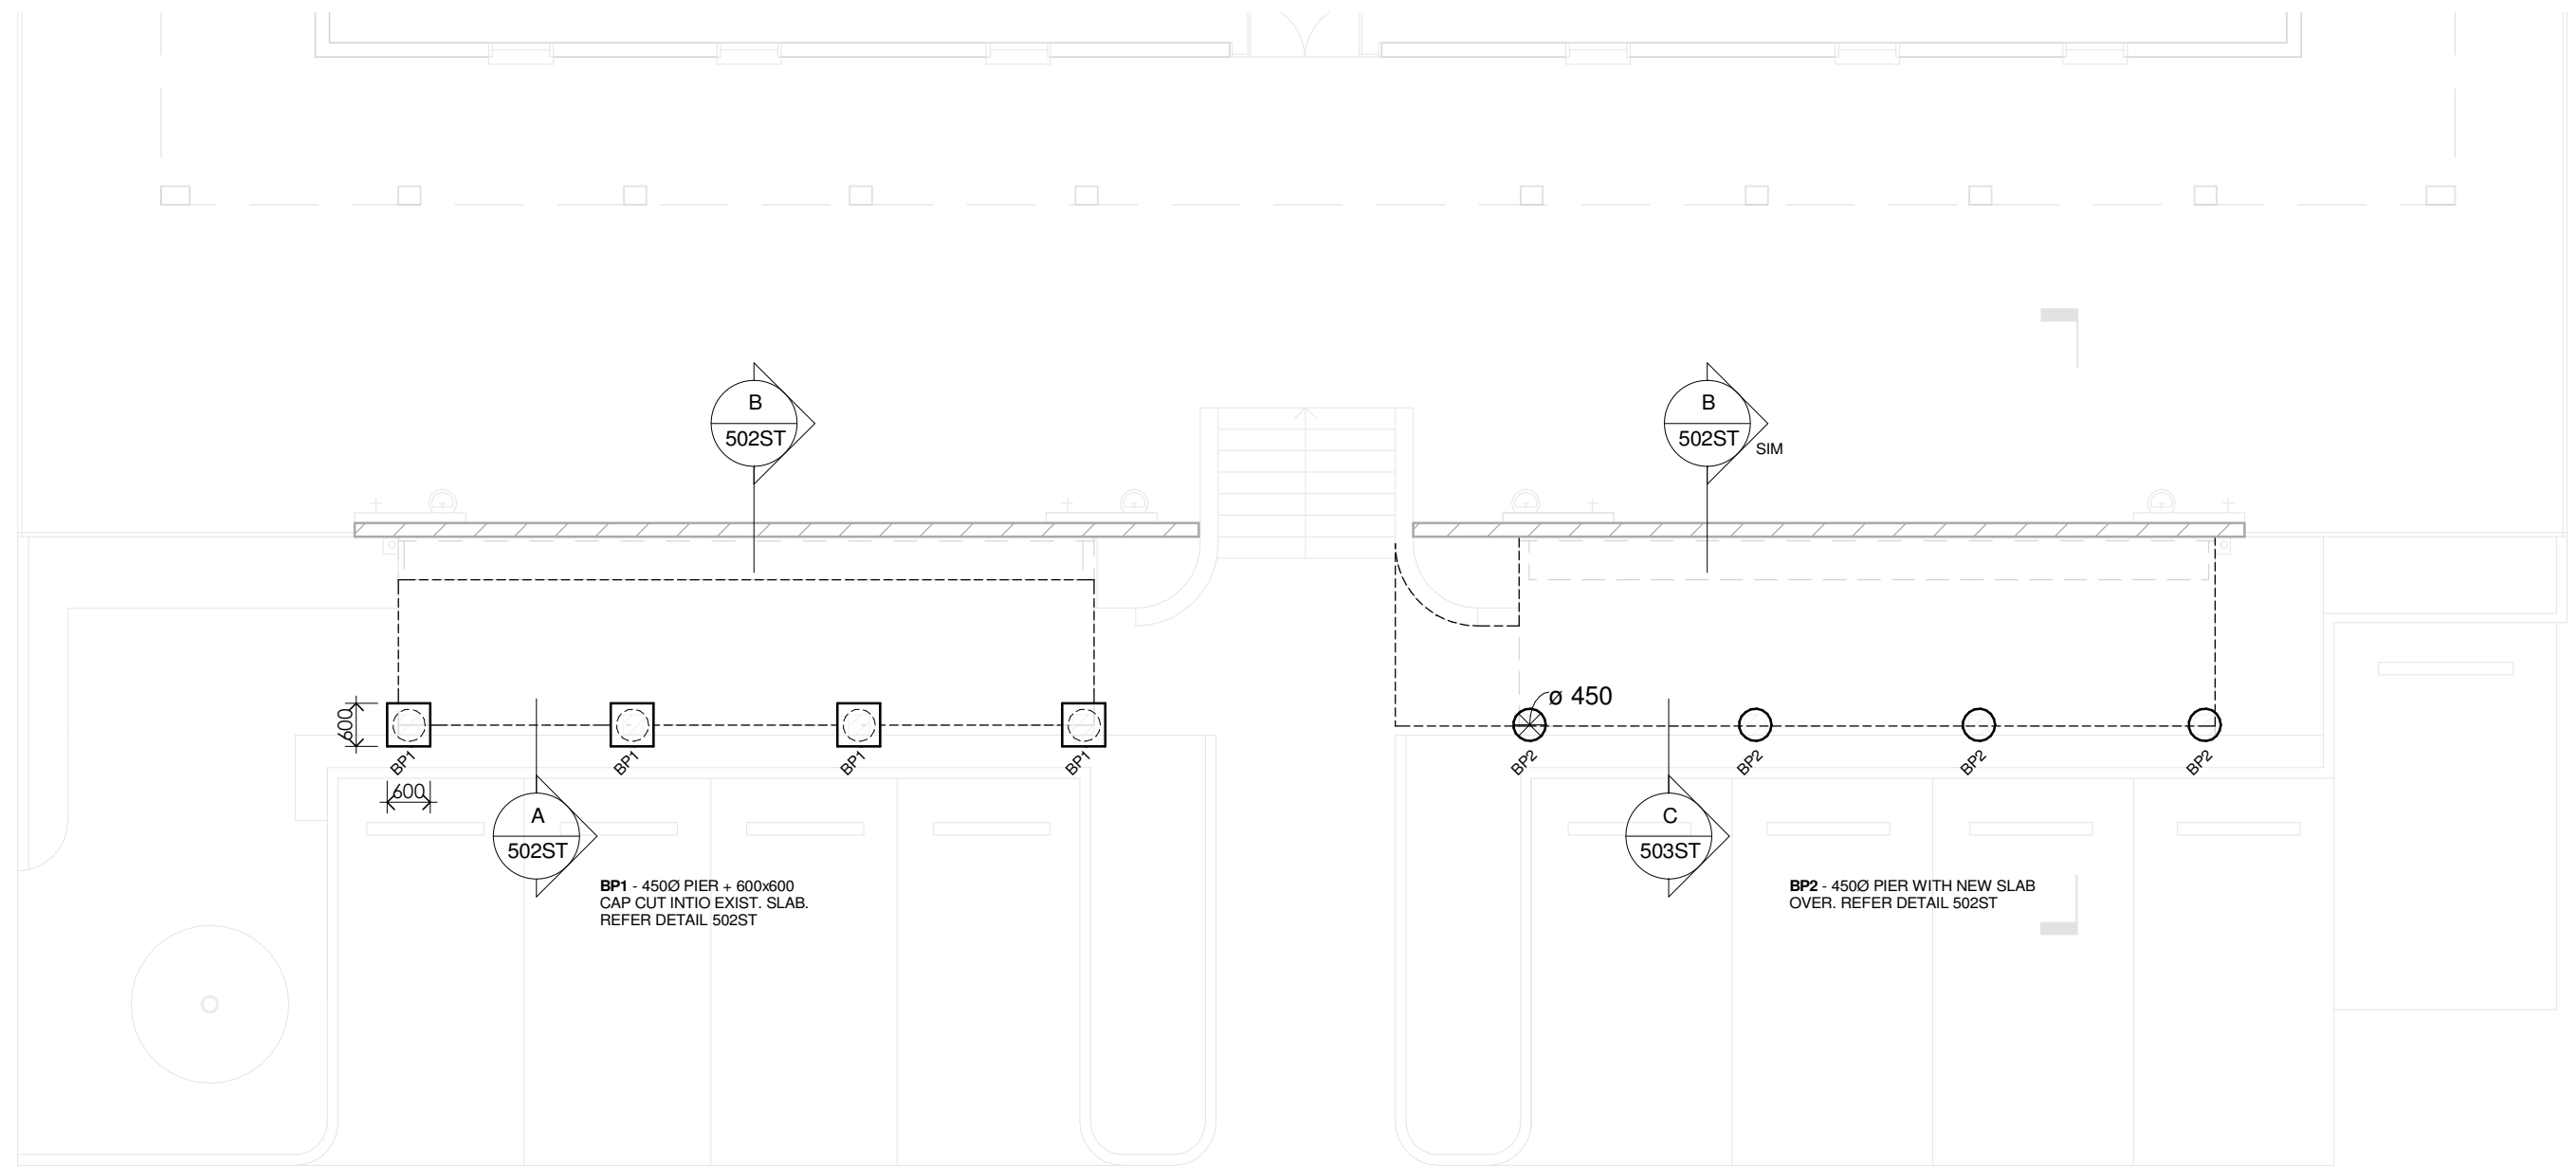 B
502ST
B
502ST
SIM
ø 450
600
BP1
BP1
BP1
BP1
BP2
BP2
BP2
BP2
600
A
502ST
C
503ST
BP1 - 450Ø PIER + 600x600
CAP CUT INTIO EXIST. SLAB.
REFER DETAIL 502ST
BP2 - 450Ø PIER WITH NEW SLAB
OVER. REFER DETAIL 502ST